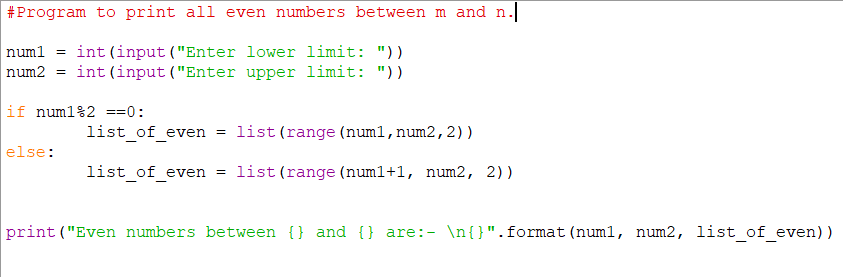 #Program to print all even numbers between m and n.
num1 = int(input("Enter lower limit: "))
num2 = int(input("Enter upper limit: "))
if num1%2 ==0:
        list_of_even = list(range(num1,num2,2))
else:
        list_of_even = list(range(num1+1, num2, 2))
print("Even numbers between {} and {} are:- \n{}".format(num1, num2, list_of_even))